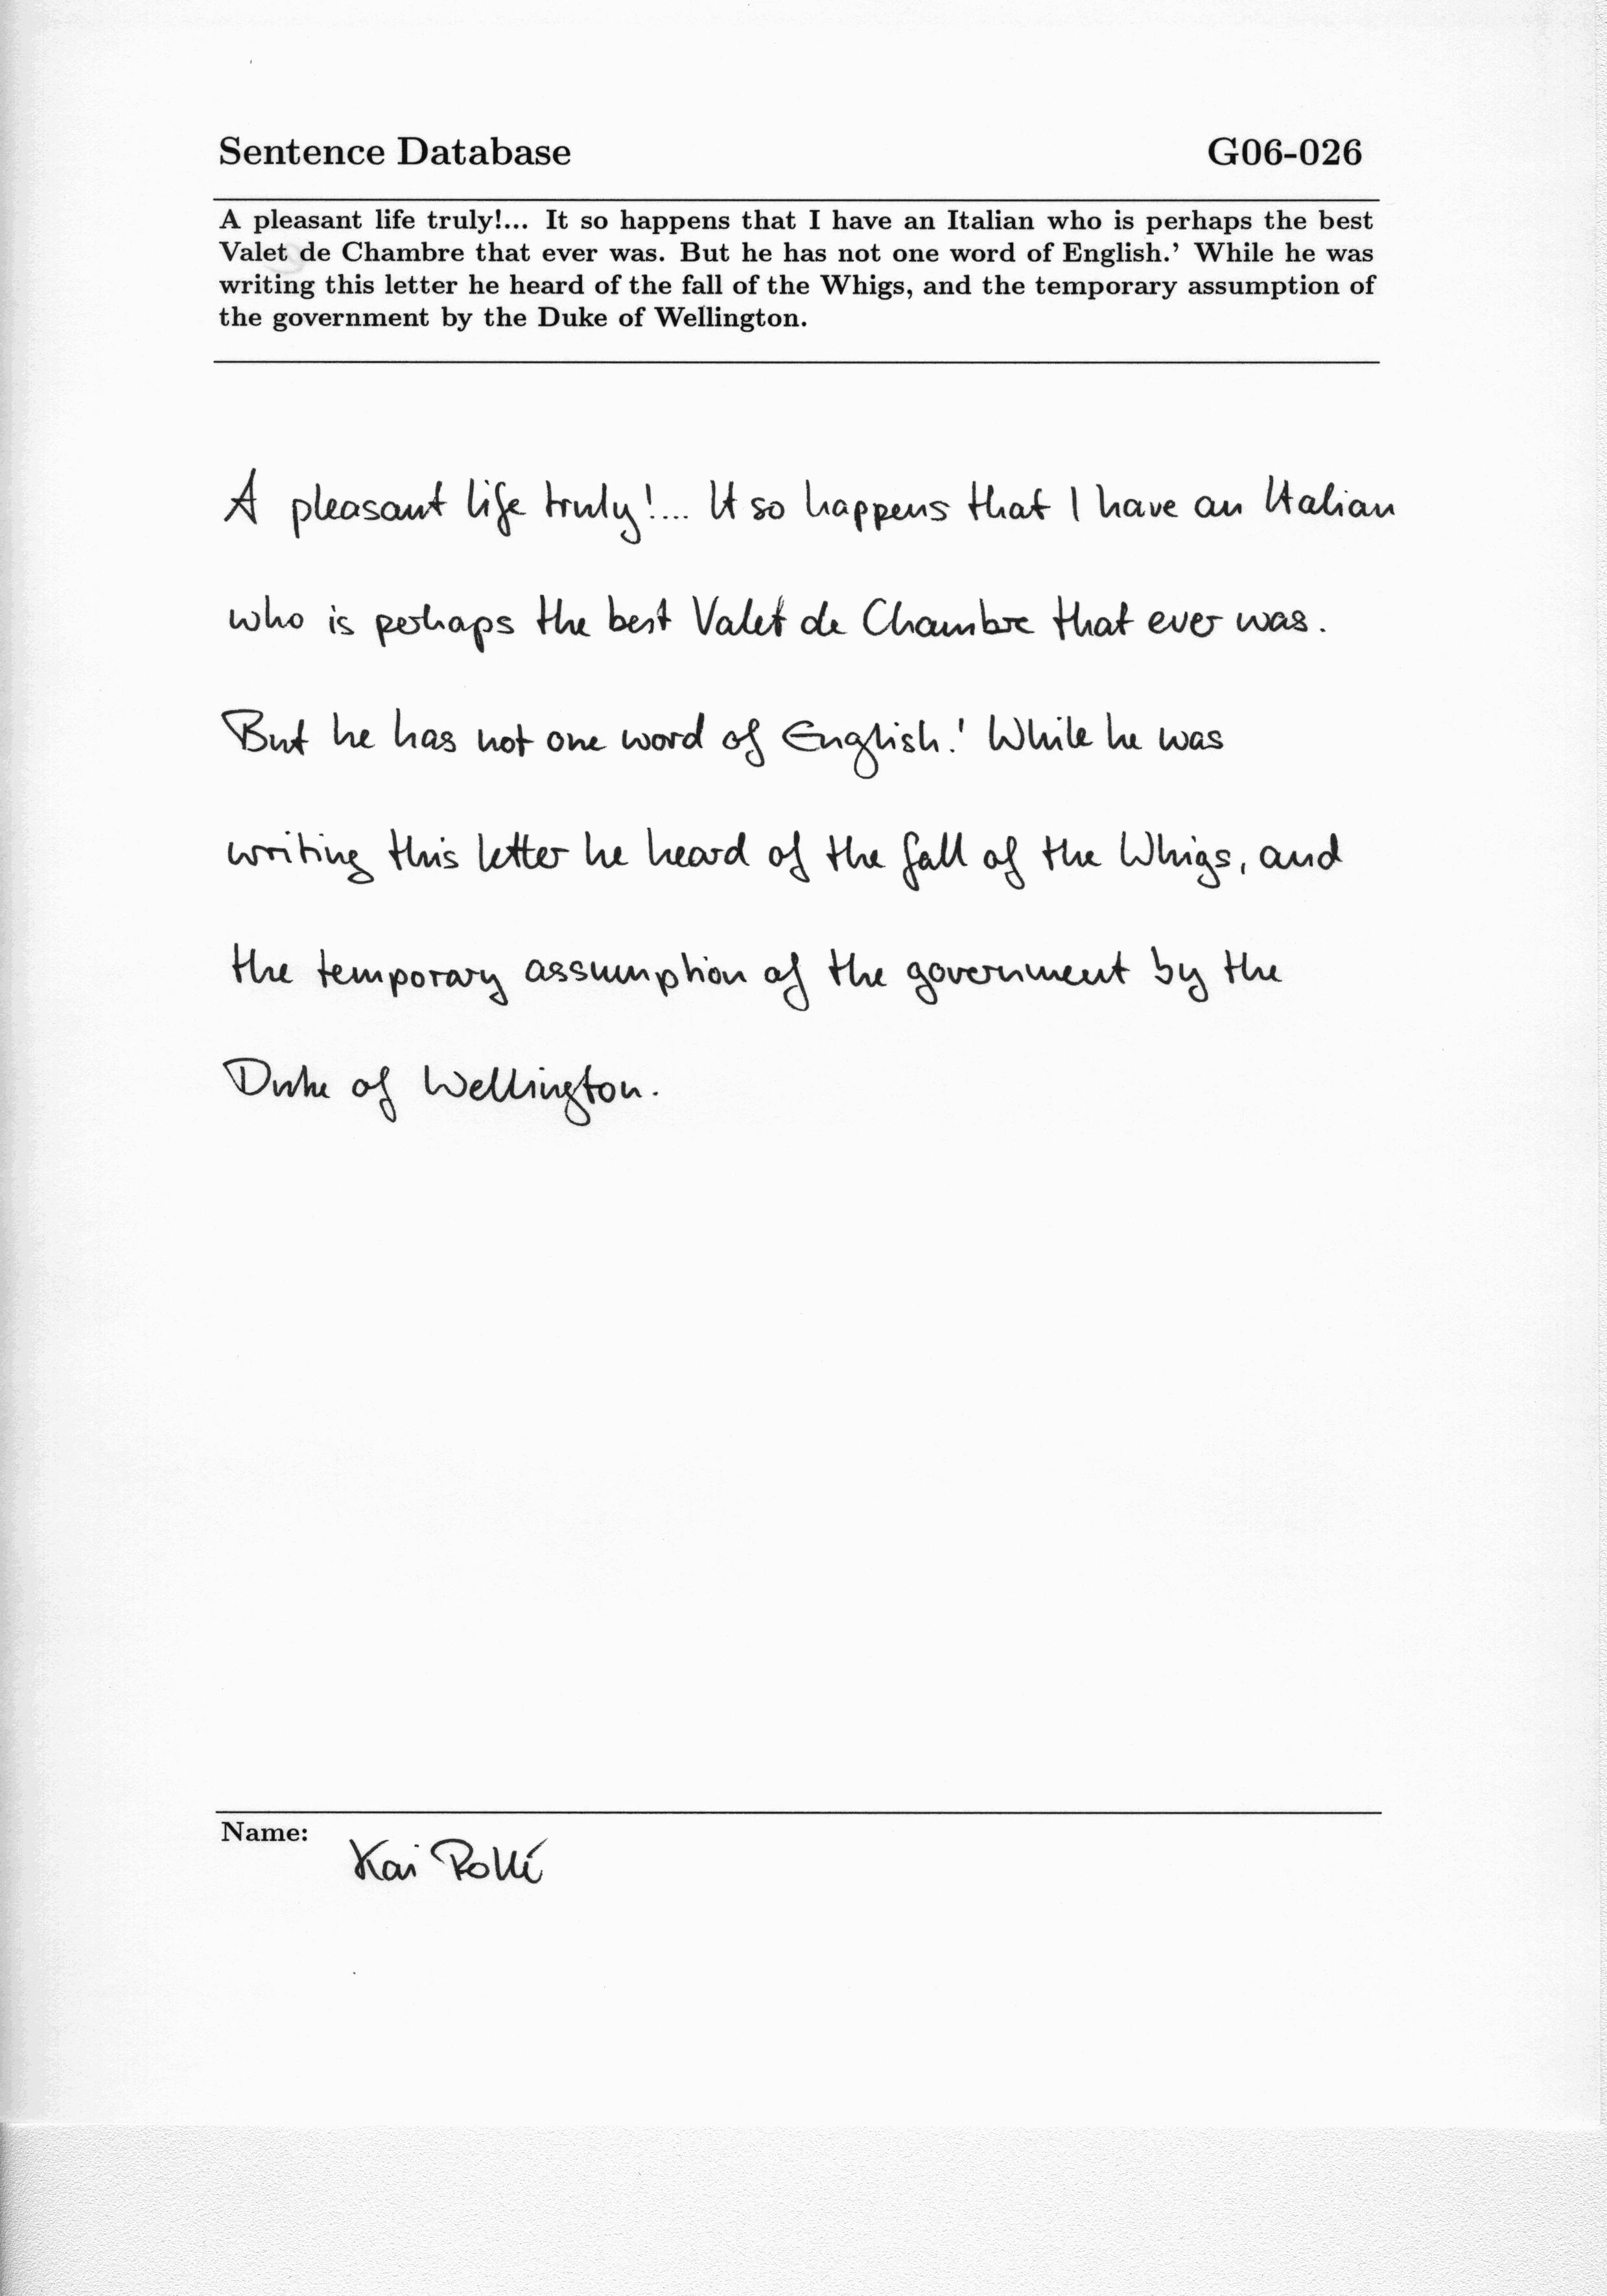 Sentence Database G06-026
A pleasant life truly!... It so happens that I have an Italian who is perhaps the best
Valet de Chambre that ever was. But he has not one word of English.' While he was
writing this letter he heard of the fall of the Whigs, and the temporary assumption of
the government by the Duke of Wellington.
A pleasant life truly!... It so happens that I have an Italian
who is perhaps the best Valet de Chambre that ever was.
But he has not one word of English.' While he was
writing this letter he heard of the fall of the Whigs, and
the temporary assumption of the government by the
Duke of Wellington.
Name:
Kai